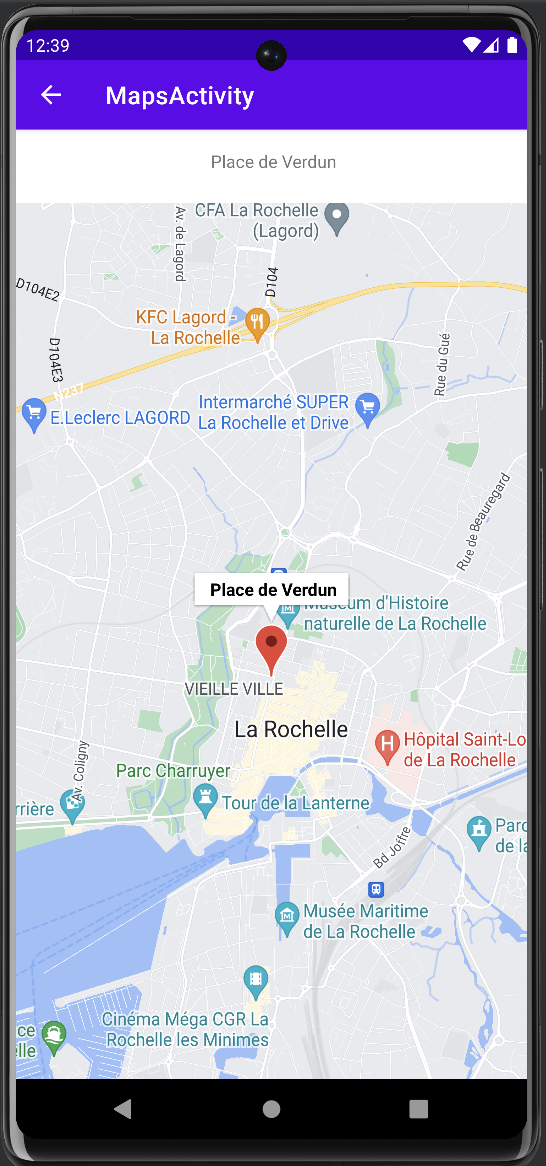 12:39
MapsActivity
Place de Verdun
CFA La Rochelle
(Lagord)
Av. de Lagord
D104
D104E2
KFC Lagord -
La Rochelle
D104E3
Rue du Gué
N237
E.Leclerc LAGORD
Intermarché SUPER
La Rochelle et Drive
Rue de Beauregard
Place de Verdun
Muséum d'Histoire
naturelle de La Rochelle
VIEILLE VILLE
La Rochelle
Hôpital Saint-Lo
de La Rochelle
Av. Coligny
Parc Charruyer
rrière
Tour de la Lanterne
Parc
de la
Bd Joffre
Musée Maritime
de La Rochelle
Cinéma Méga CGR La
Rochelle les Minimes
ce
elle